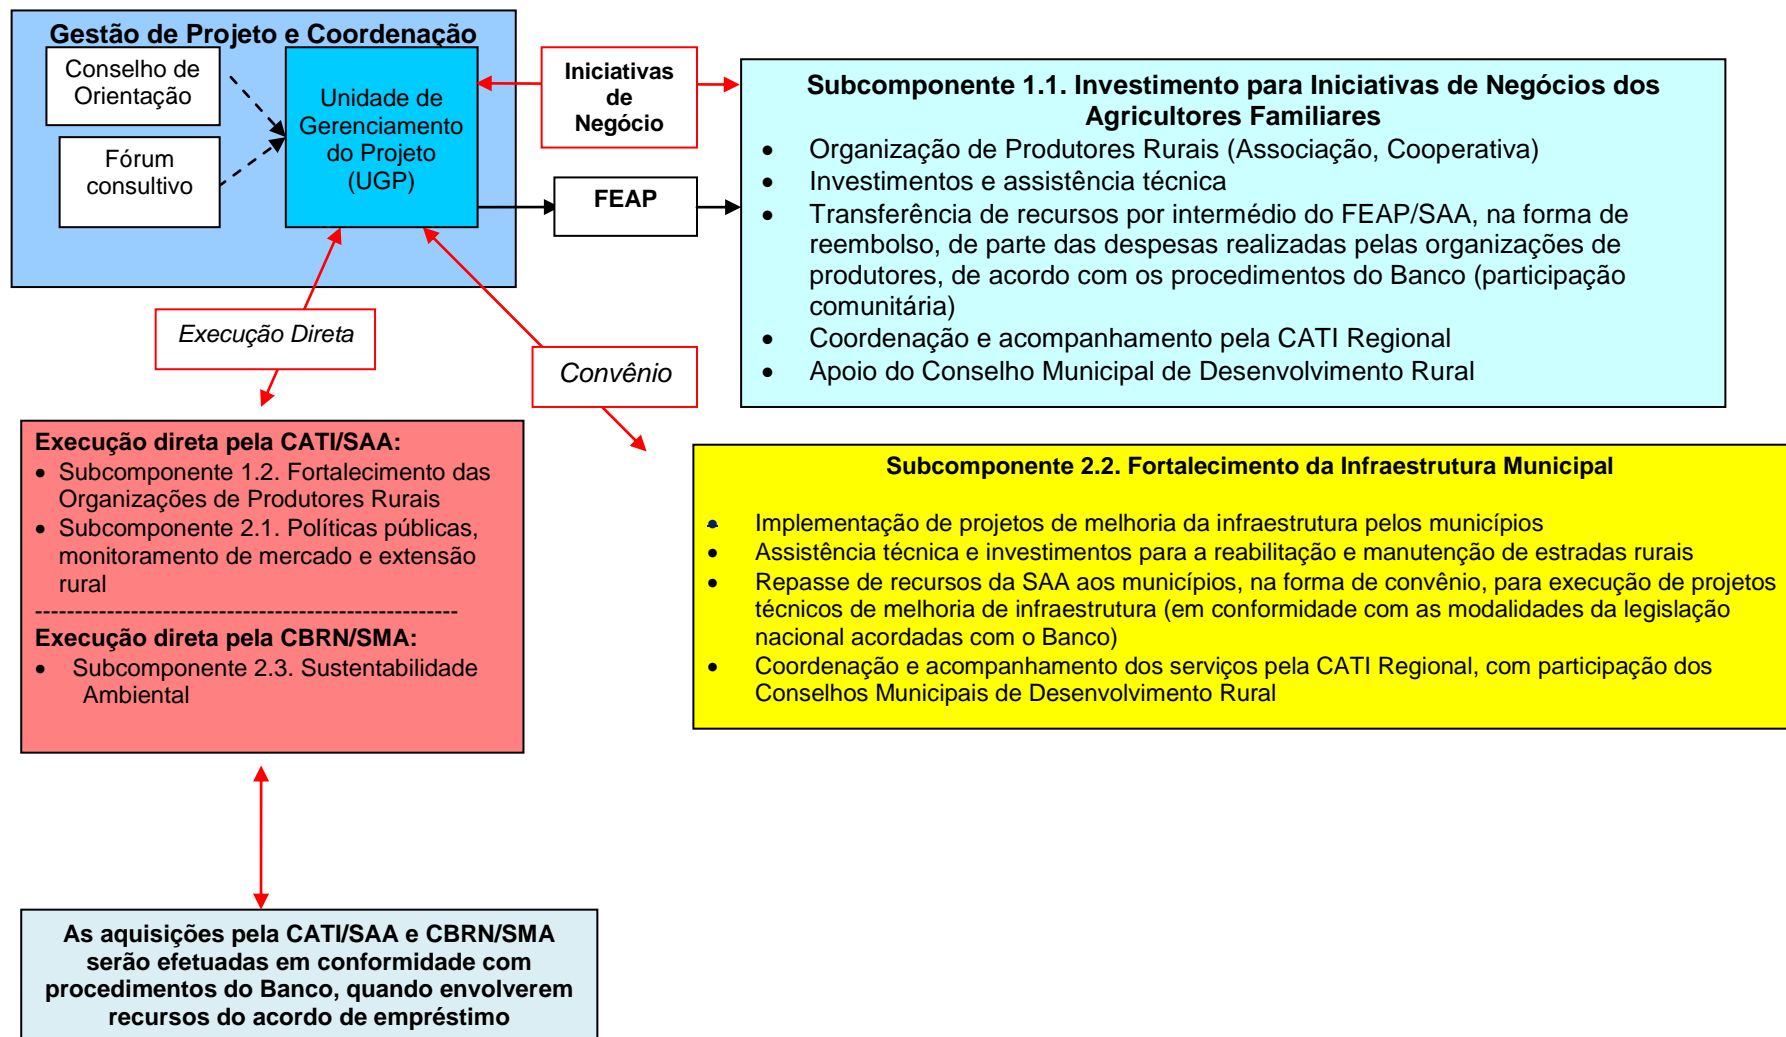 Gestão de Projeto e Coordenação
Conselho de
Orientação
Fórum
consultivo
Unidade de
Gerenciamento
do Projeto
(UGP)
Iniciativas
de
Negócio
FEAP
Subcomponente 1.1. Investimento para Iniciativas de Negócios dos
Agricultores Familiares
• Organização de Produtores Rurais (Associação, Cooperativa)
• Investimentos e assistência técnica
• Transferência de recursos por intermédio do FEAP/SAA, na forma de
reembolso, de parte das despesas realizadas pelas organizações de
produtores, de acordo com os procedimentos do Banco (participação
comunitária)
• Coordenação e acompanhamento pela CATI Regional
• Apoio do Conselho Municipal de Desenvolvimento Rural
Execução Direta
Convênio
Execução direta pela CATI/SAA:
• Subcomponente 1.2. Fortalecimento das
Organizações de Produtores Rurais
• Subcomponente 2.1. Políticas públicas,
monitoramento de mercado e extensão
rural
-----------------------------------------------------
Execução direta pela CBRN/SMA:
• Subcomponente 2.3. Sustentabilidade
Ambiental
Subcomponente 2.2. Fortalecimento da Infraestrutura Municipal
• Implementação de projetos de melhoria da infraestrutura pelos municípios
• Assistência técnica e investimentos para a reabilitação e manutenção de estradas rurais
• Repasse de recursos da SAA aos municípios, na forma de convênio, para execução de projetos
técnicos de melhoria de infraestrutura (em conformidade com as modalidades da legislação
nacional acordadas com o Banco)
• Coordenação e acompanhamento dos serviços pela CATI Regional, com participação dos
Conselhos Municipais de Desenvolvimento Rural
As aquisições pela CATI/SAA e CBRN/SMA
serão efetuadas em conformidade com
procedimentos do Banco, quando envolverem
recursos do acordo de empréstimo